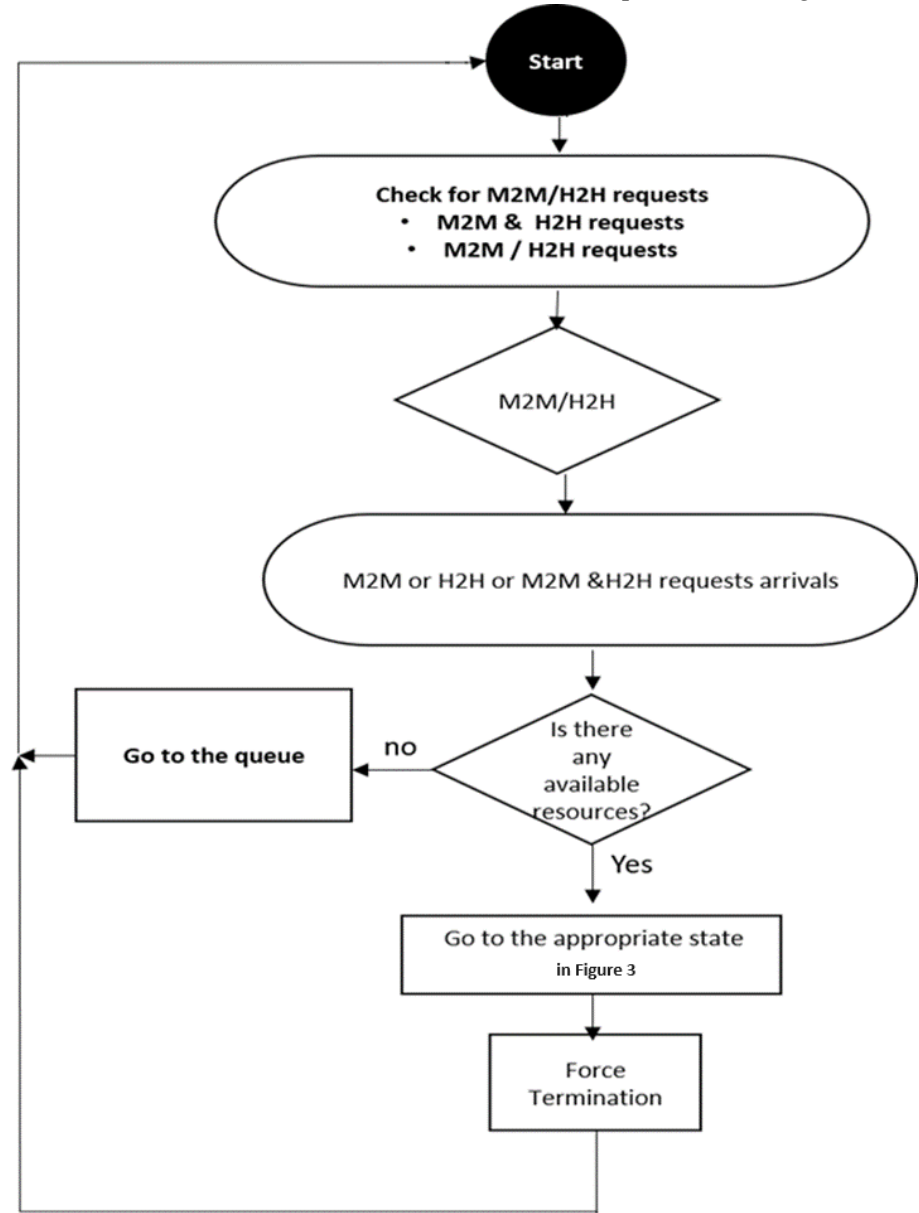 Start
Check for M2M/H2H requests
• M2M & H2H requests
• M2M / H2H requests
M2M/H2H
M2M or H2H or M2M &H2H requests arrivals
Is there
any
available
resources?
no
Go to the queue
Yes
Go to the appropriate state
in Figure 3
Force
Termination